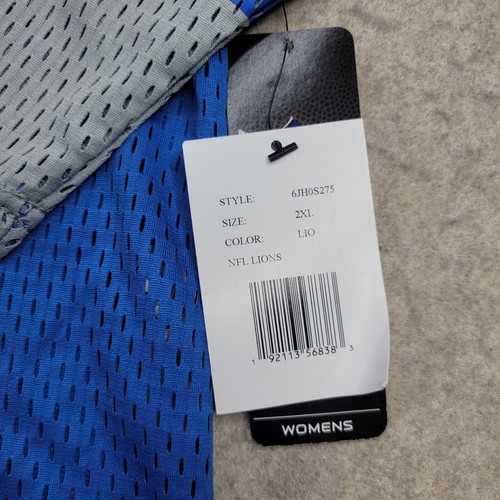 STYLE: 6JH0S275
SIZE: 2XL
COLOR: LIO
NFL LIONS
1 92113 56838 3
WOMENS